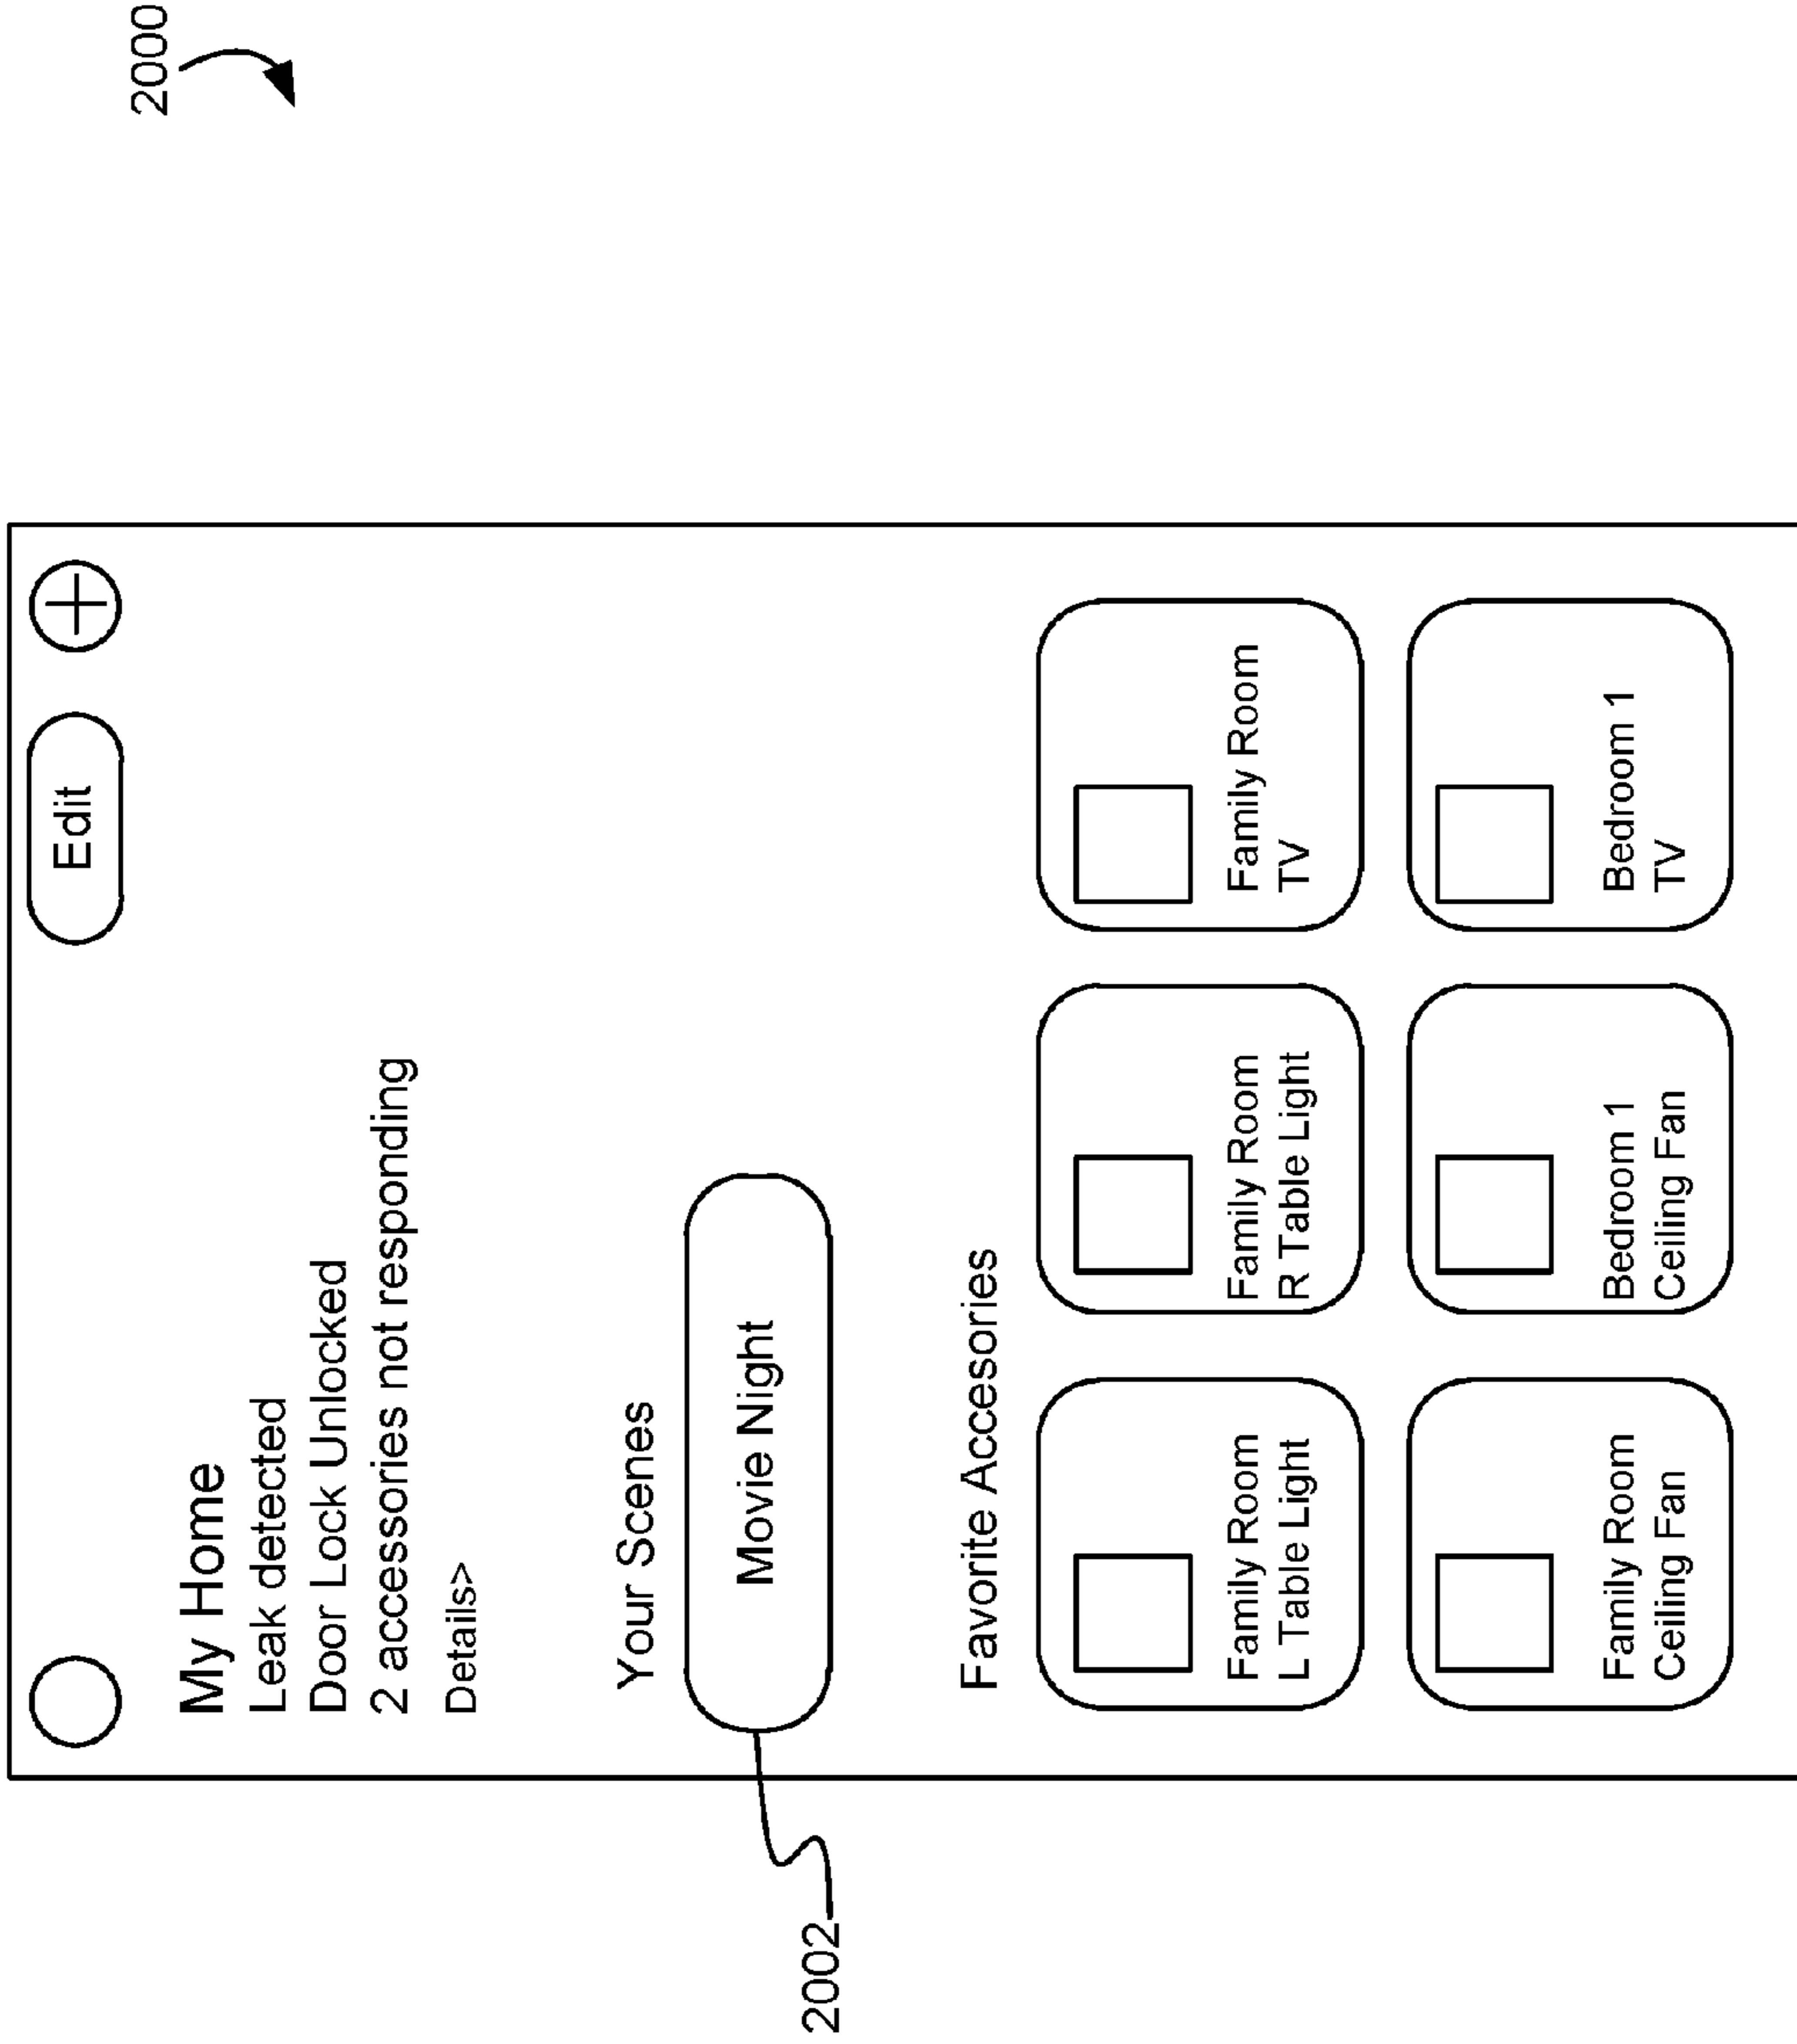 2000
Edit
My Home
Leak detected
Door Lock Unlocked
2 accessories not responding
Details>
Your Scenes
Movie Night
2002
Favorite Accessories
Family Room
L Table Light
Family Room
R Table Light
Family Room
TV
Family Room
Ceiling Fan
Bedroom 1
Ceiling Fan
Bedroom 1
TV